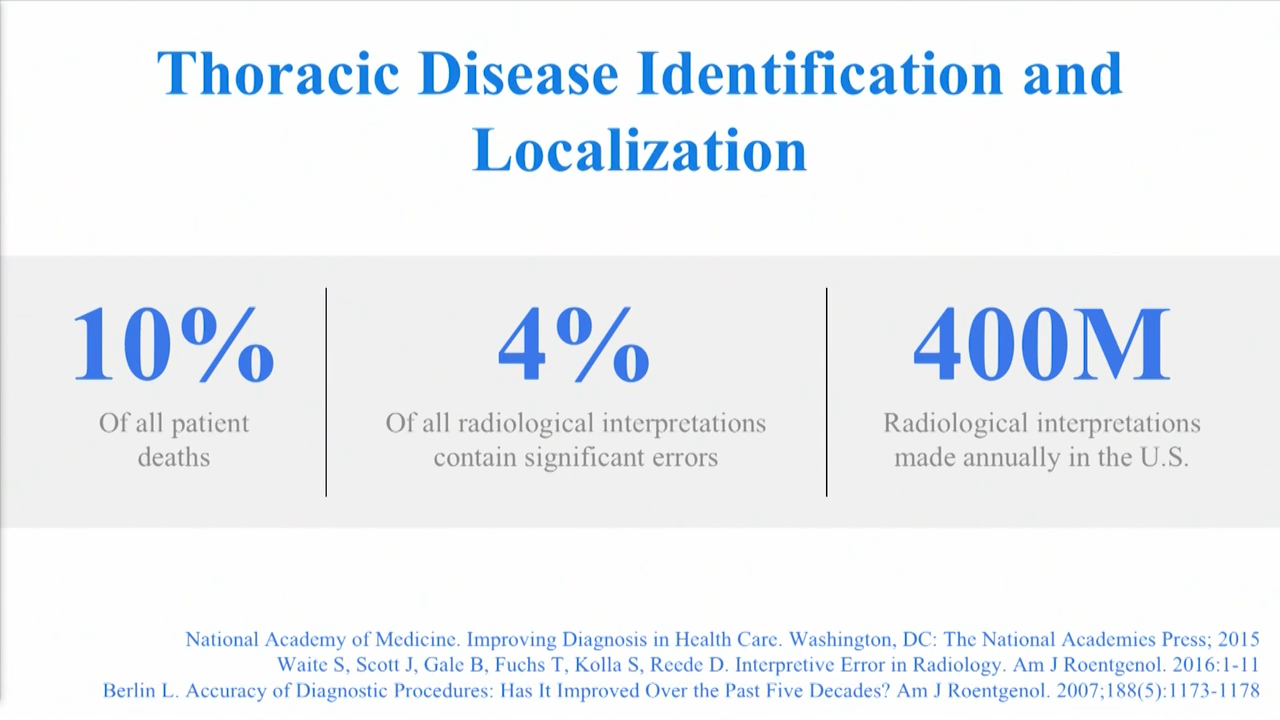 Thoracic Disease Identification and
Localization
10%
Of all patient
deaths
4%
Of all radiological interpretations
contain significant errors
400M
Radiological interpretations
made annually in the U.S.
National Academy of Medicine. Improving Diagnosis in Health Care. Washington, DC: The National Academies Press; 2015
Waite S, Scott J, Gale B, Fuchs T, Kolla S, Reede D. Interpretive Error in Radiology. Am J Roentgenol. 2016:1-11
Berlin L. Accuracy of Diagnostic Procedures: Has It Improved Over the Past Five Decades? Am J Roentgenol. 2007;188(5):1173-1178